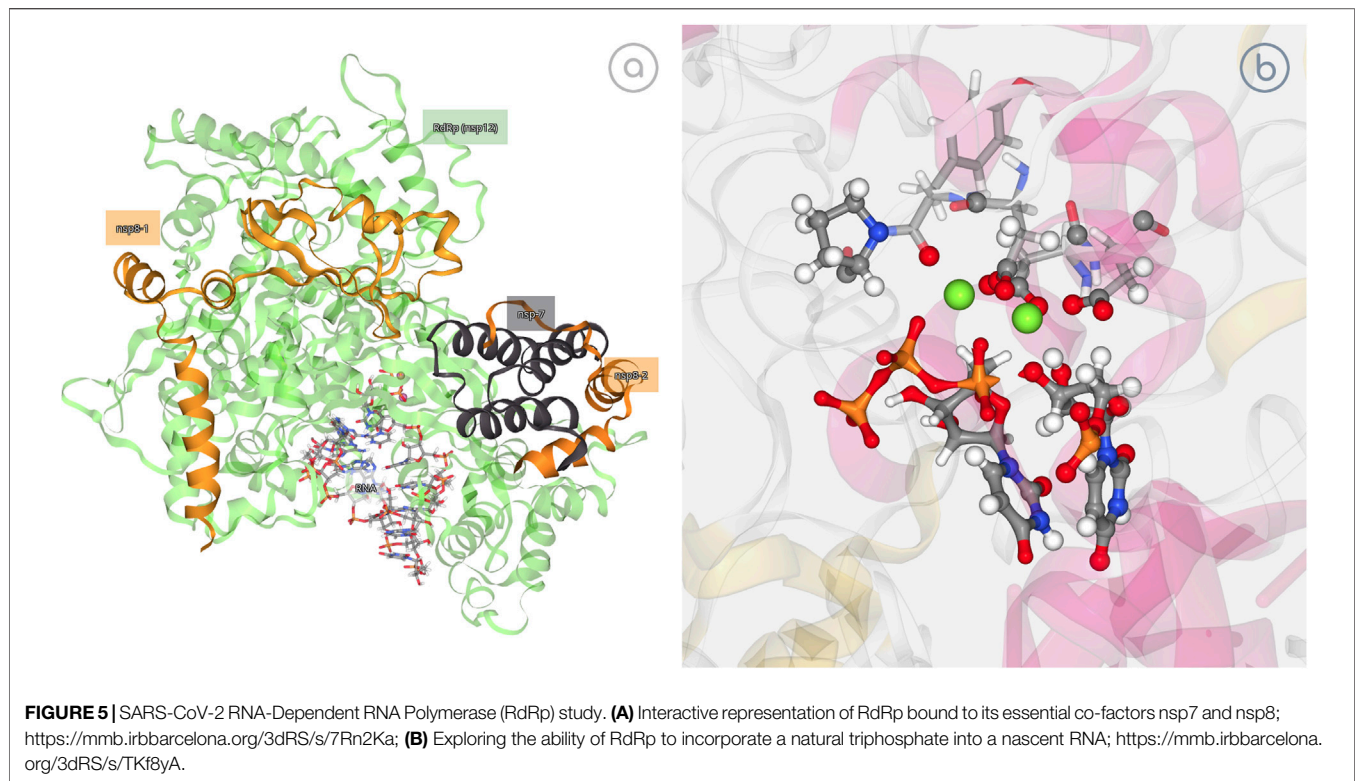 a
b
RdRp (nsp12)
nsp8-1
nsp-7
nsp8-2
RNA
FIGURE 5 | SARS-CoV-2 RNA-Dependent RNA Polymerase (RdRp) study. (A) Interactive representation of RdRp bound to its essential co-factors nsp7 and nsp8;
https://mmb.irbbarcelona.org/3dRS/s/7Rn2Ka; (B) Exploring the ability of RdRp to incorporate a natural triphosphate into a nascent RNA; https://mmb.irbbarcelona.
org/3dRS/s/TKf8yA.